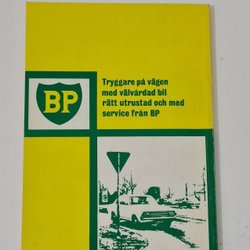 Tryggare på vägen
med välvårdad bil
rätt utrustad och med
service från BP
BP